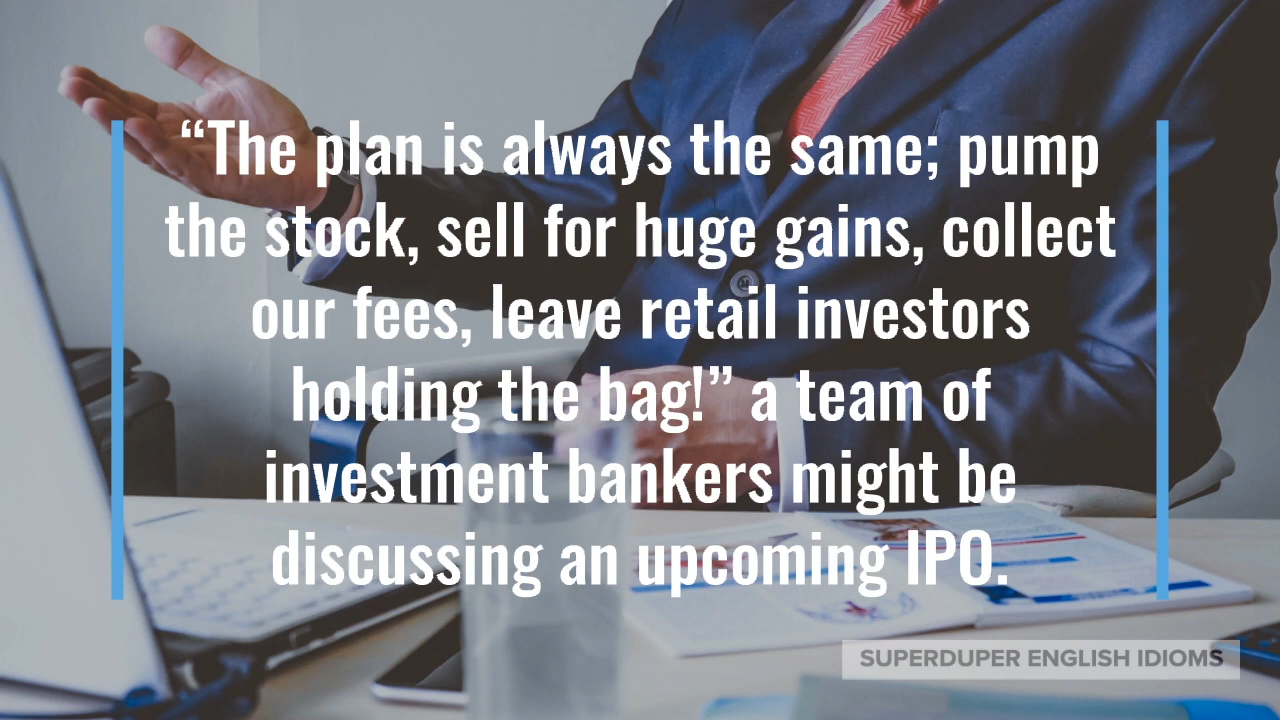 “The plan is always the same; pump
the stock, sell for huge gains, collect
our fees, leave retail investors
holding the bag!” a team of
investment bankers might be
discussing an upcoming IPO.
SUPERDUPER ENGLISH IDIOMS